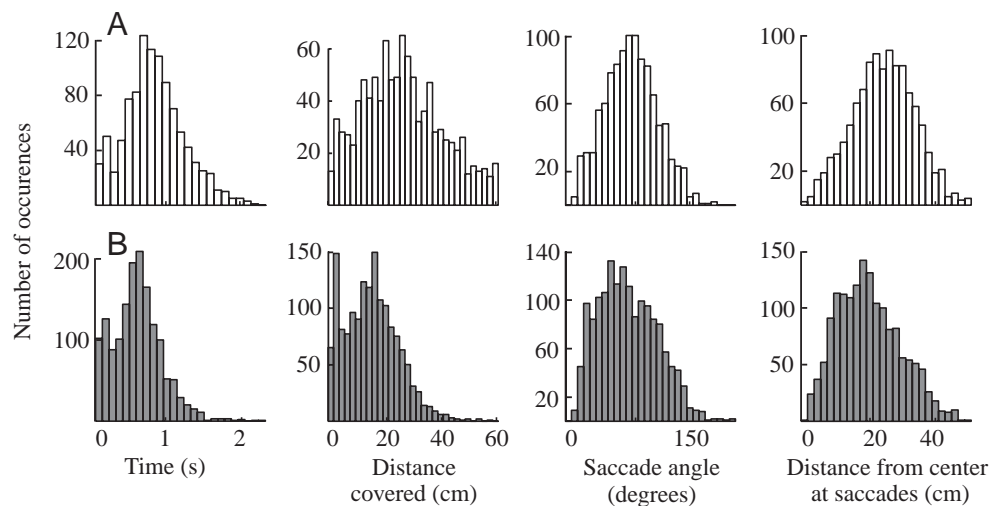 A
120
80
40
60
40
20
100
60
20
100
60
20
Number of occurences
B
200
100
150
100
50
140
100
60
20
150
100
50
0 1 2
0 20 40 60
0 150
0 20 40
Time (s)
Distance
covered (cm)
Saccade angle
(degrees)
Distance from center
at saccades (cm)